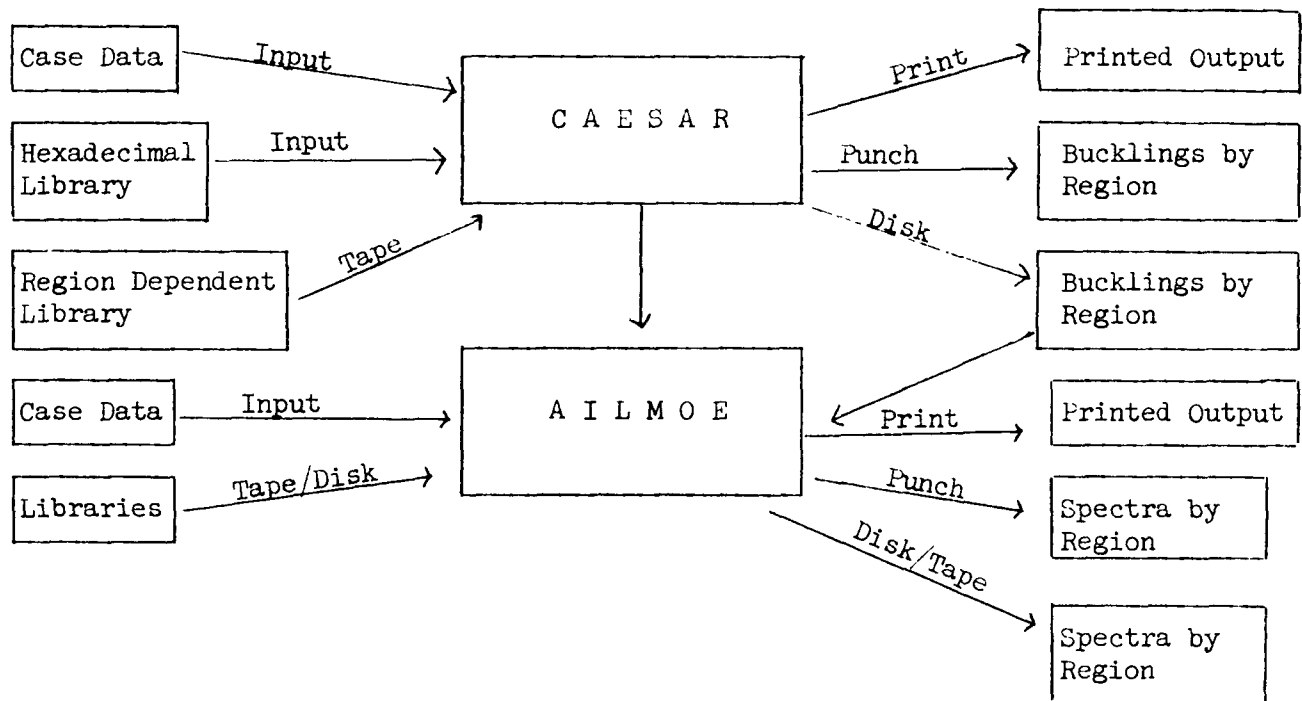 Case Data
Input
C A E S A R
Print
Printed Output
Hexadecimal
Library
Input
Punch
Bucklings by
Region
Region Dependent
Library
Tape
Disk
Bucklings by
Region
Case Data
Input
A I L M O E
Print
Printed Output
Libraries
Tape/Disk
Punch
Spectra by
Region
Disk/Tape
Spectra by
Region